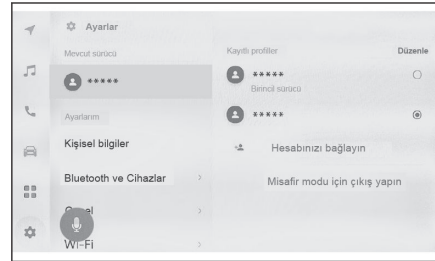 Ayarlar
Mevcut sürücü
*****
Ayarlarım
Kişisel bilgiler
Bluetooth ve Cihazlar
Wi-Fi
Kayıtlı profiller
Düzenle
*****
Birincil sürücü
*****
Hesabınızı bağlayın
Misafir modu için çıkış yapın